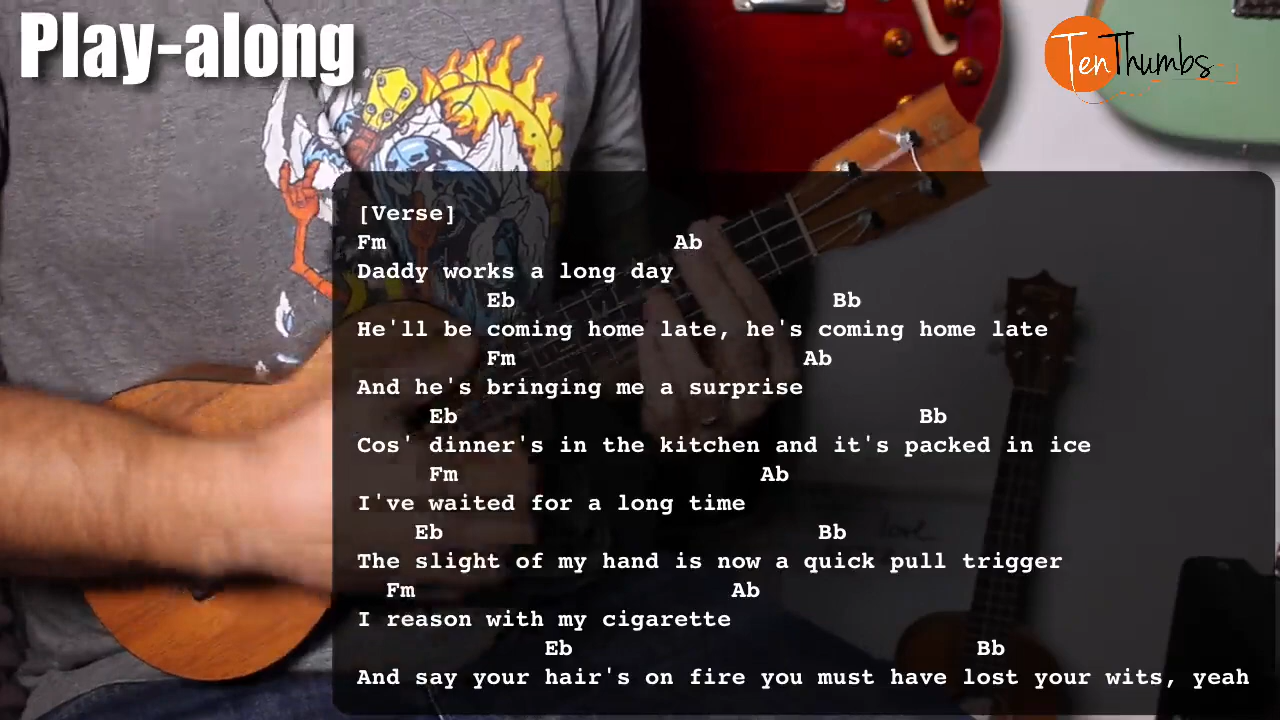 Play-along
TenThumbs
[Verse]
Fm                    Ab
Daddy works a long day
         Eb                      Bb
He'll be coming home late, he's coming home late
         Fm                    Ab
And he's bringing me a surprise
     Eb                                Bb
Cos' dinner's in the kitchen and it's packed in ice
     Fm                     Ab
I've waited for a long time
    Eb                          Bb
The slight of my hand is now a quick pull trigger
  Fm                      Ab
I reason with my cigarette
             Eb                            Bb
And say your hair's on fire you must have lost your wits, yeah